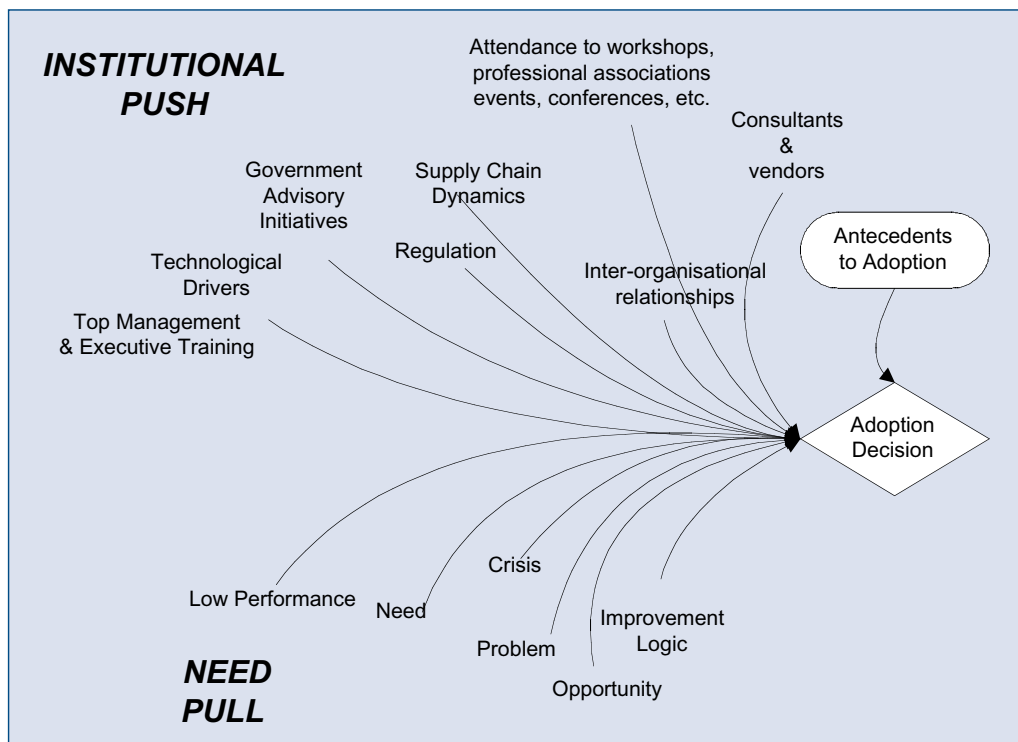 INSTITUTIONAL
PUSH
Attendance to workshops,
professional associations
events, conferences, etc.
Consultants
&
vendors
Government
Advisory
Initiatives
Supply Chain
Dynamics
Regulation
Inter-organisational
relationships
Antecedents
to Adoption
Technological
Drivers
Top Management
& Executive Training
Adoption
Decision
Low Performance
Need
Crisis
Problem
Opportunity
Improvement
Logic
NEED
PULL